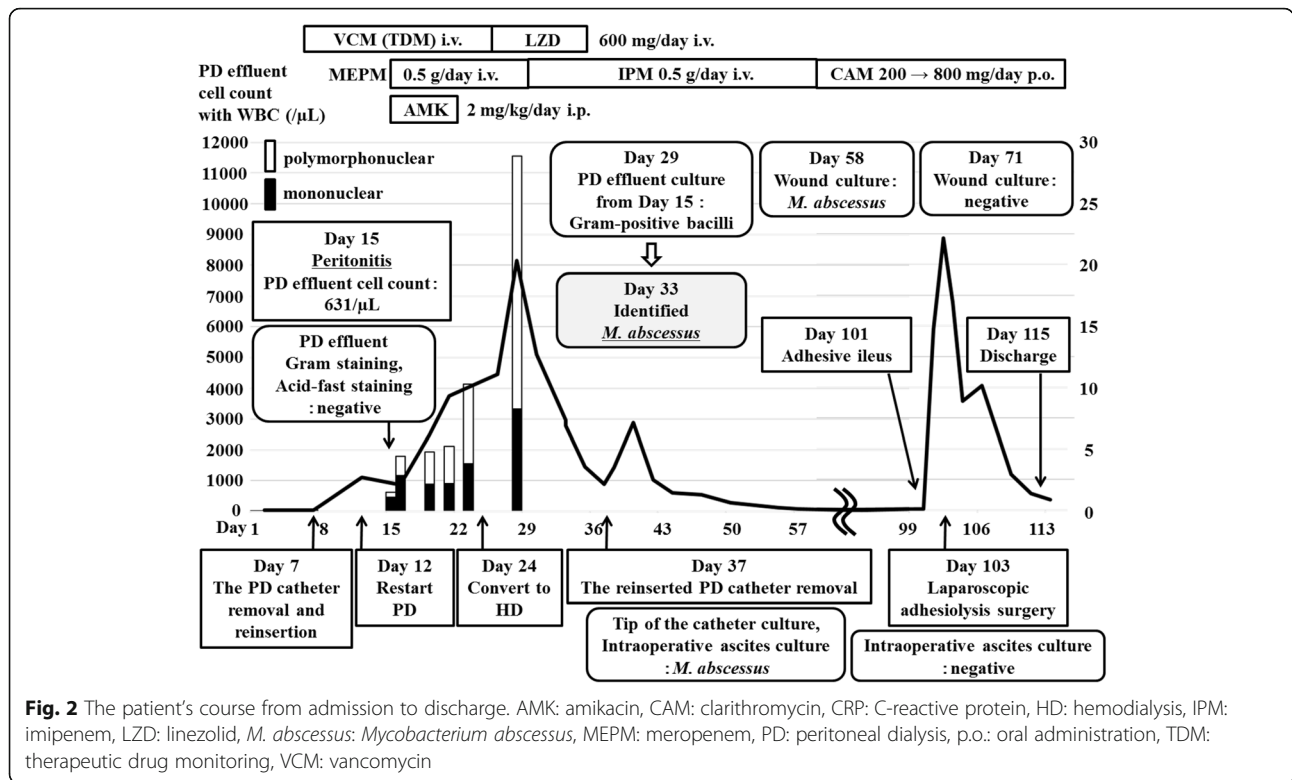 VCM (TDM) i.v.
LZD
600 mg/day i.v.
PD effluent
cell count
with WBC (/μL)
MEPM
0.5 g/day i.v.
IPM 0.5 g/day i.v.
CAM 200 → 800 mg/day p.o.
AMK
2 mg/kg/day i.p.
12000
11000
10000
9000
8000
7000
6000
5000
4000
3000
2000
1000
0
polymorphonuclear
mononuclear
Day 15
Peritonitis
PD effluent cell count:
631/μL
PD effluent
Gram staining,
Acid-fast staining
: negative
Day 29
PD effluent culture
from Day 15 :
Gram-positive bacilli
Day 33
Identified
M. abscessus
Day 58
Wound culture:
M. abscessus
Day 71
Wound culture:
negative
Day 101
Adhesive ileus
Day 115
Discharge
30
25
20
15
10
5
0
Day 1 8 15 22 29 36 43 50 57 99 106 113
Day 7
The PD catheter
removal and
reinsertion
Day 12
Restart
PD
Day 24
Convert to
HD
Day 37
The reinserted PD catheter removal
Tip of the catheter culture,
Intraoperative ascites culture
: M. abscessus
Day 103
Laparoscopic
adhesiolysis surgery
Intraoperative ascites culture
: negative
Fig. 2 The patient's course from admission to discharge. AMK: amikacin, CAM: clarithromycin, CRP: C-reactive protein, HD: hemodialysis, IPM:
imipenem, LZD: linezolid, M. abscessus: Mycobacterium abscessus, MEPM: meropenem, PD: peritoneal dialysis, p.o.: oral administration, TDM:
therapeutic drug monitoring, VCM: vancomycin